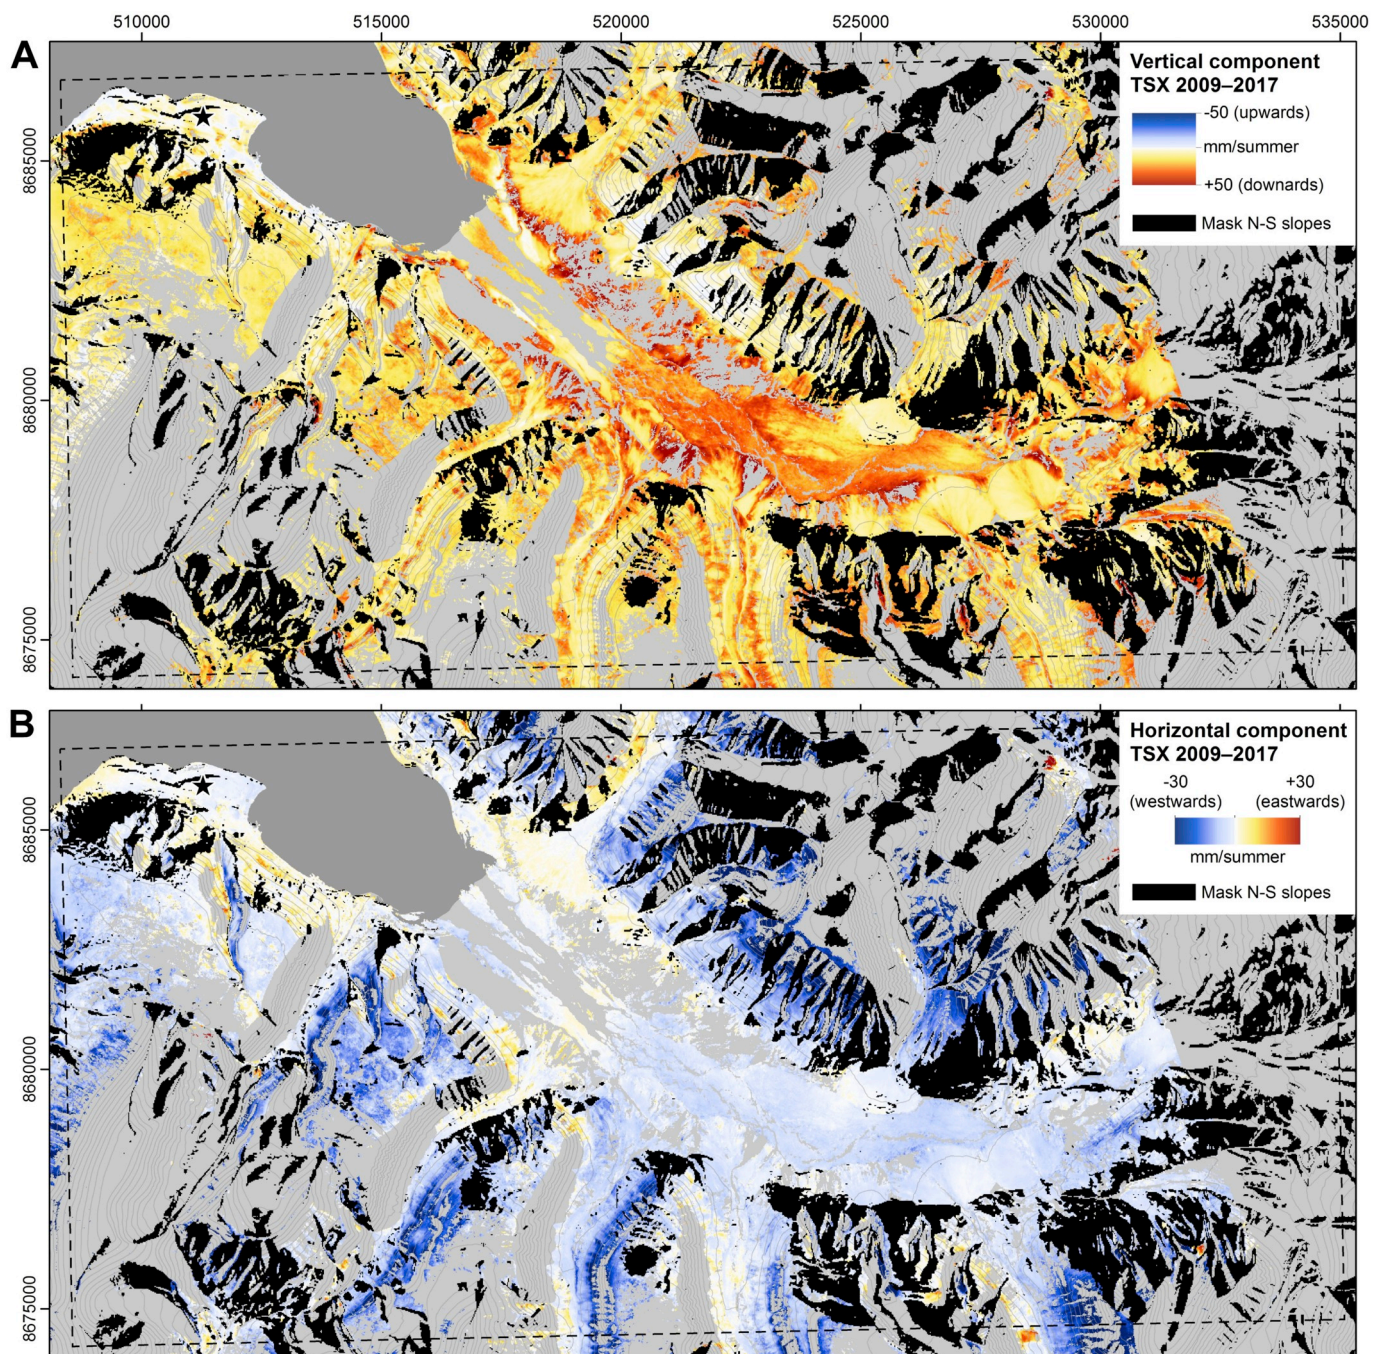 510000 515000 520000 525000 530000 535000
A
Vertical component
TSX 2009–2017
-50 (upwards)
mm/summer
+50 (downards)
Mask N-S slopes
8685000
8680000
8675000
B
Horizontal component
TSX 2009–2017
-30 +30
(westwards) (eastwards)
mm/summer
Mask N-S slopes
8685000
8680000
8675000